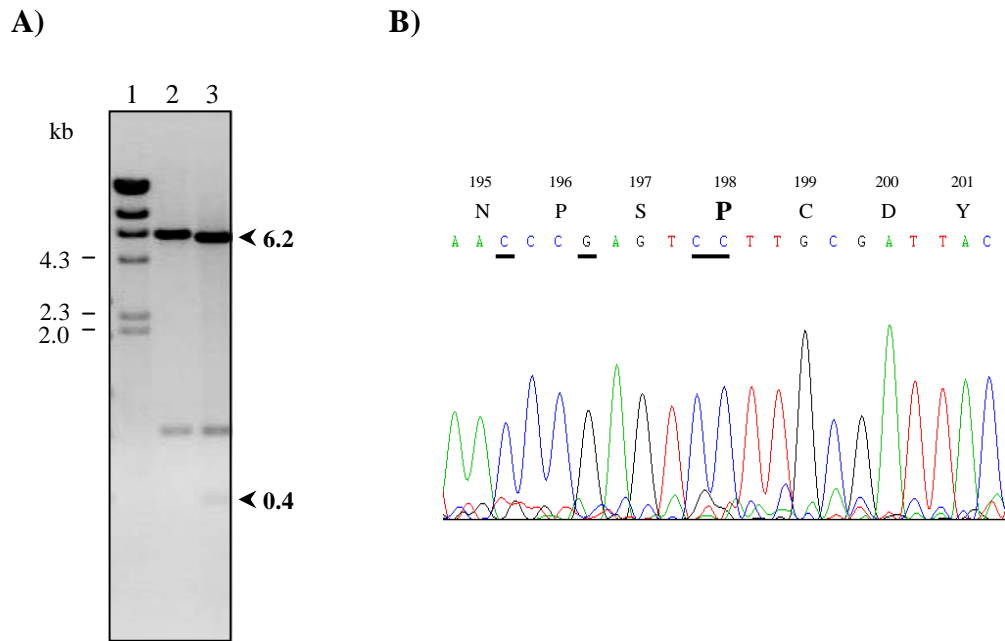 A)
B)
1 2 3
kb
6.2
4.3
2.3
2.0
0.4
195 196 197 198 199 200 201
N P S P C D Y
A A C C C G A G T C C T T G C G A T T A C